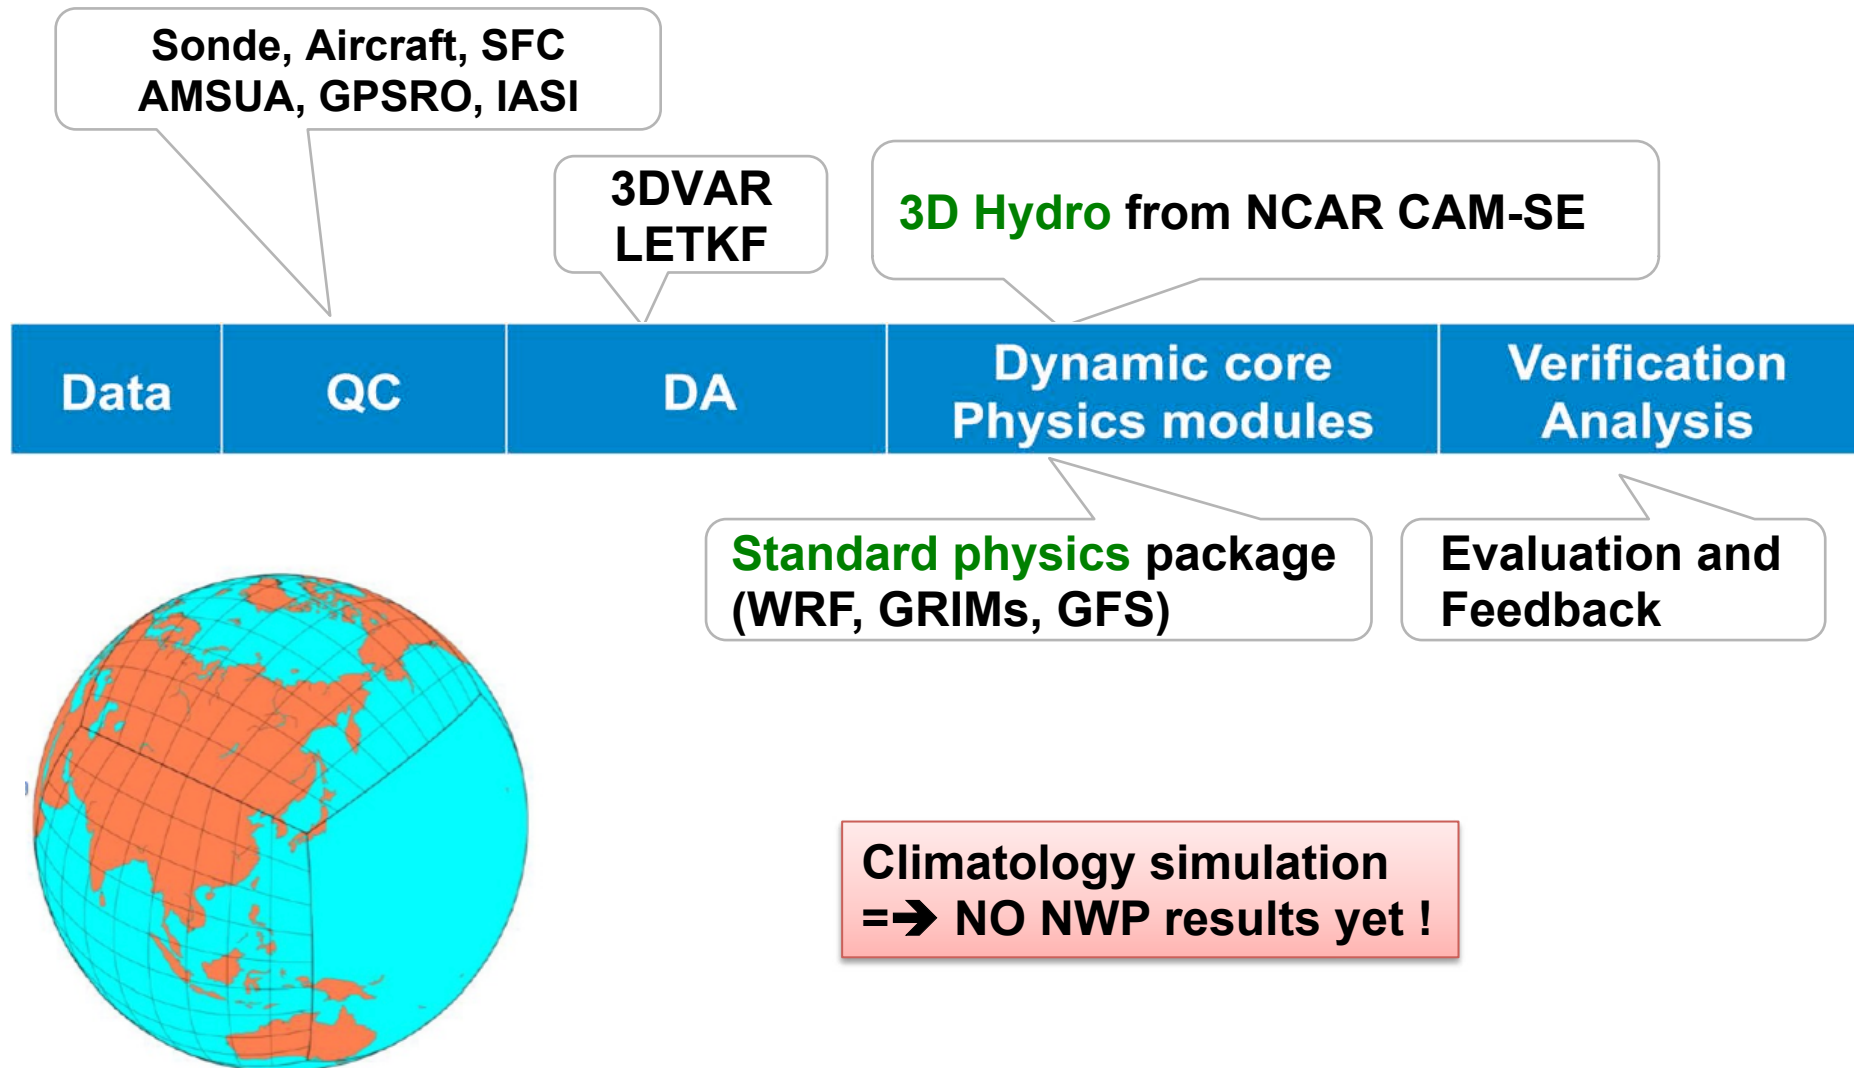 Sonde, Aircraft, SFC
AMSUA, GPSRO, IASI
3DVAR
LETKF
3D Hydro from NCAR CAM-SE
Data
QC
DA
Dynamic core
Physics modules
Verification
Analysis
Standard physics package
(WRF, GRIMs, GFS)
Evaluation and
Feedback
Climatology simulation
=➔ NO NWP results yet !